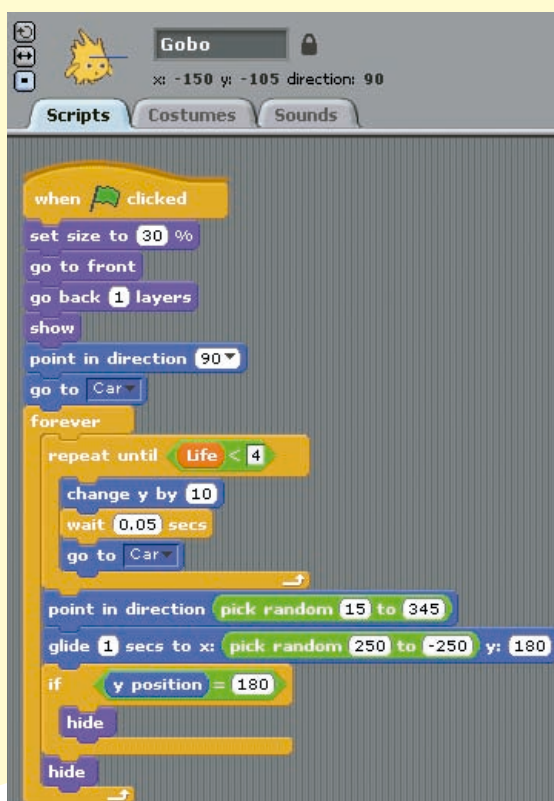 Gobo
x: -150 y: -105 direction: 90
Scripts Costumes Sounds
when clicked
set size to 30 %
go to front
go back 1 layers
show
point in direction 90
go to Car
forever
repeat until Life < 4
change y by 10
wait 0.05 secs
go to Car
point in direction pick random 15 to 345
glide 1 secs to x: pick random 250 to -250 y: 180
if y position = 180
hide
hide